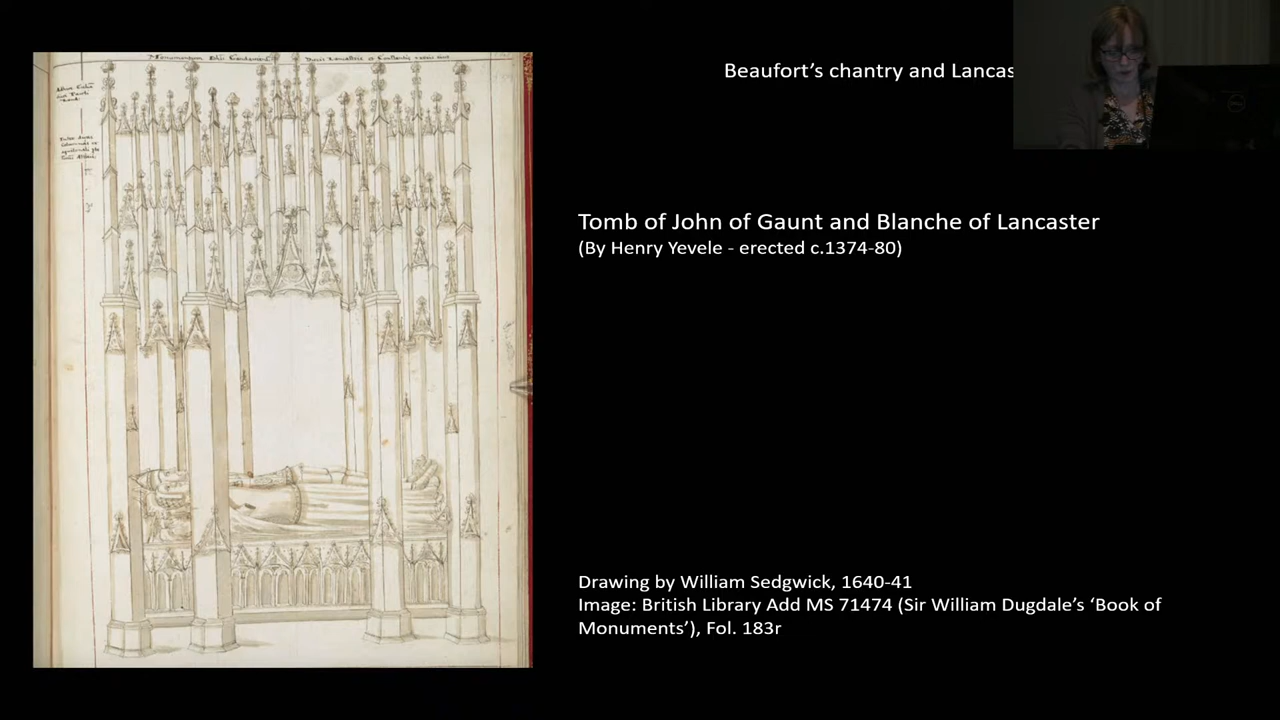 Beaufort's chantry and Lancas
Tomb of John of Gaunt and Blanche of Lancaster
(By Henry Yevele - erected c.1374-80)
Drawing by William Sedgwick, 1640-41
Image: British Library Add MS 71474 (Sir William Dugdale's 'Book of
Monuments'), Fol. 183r